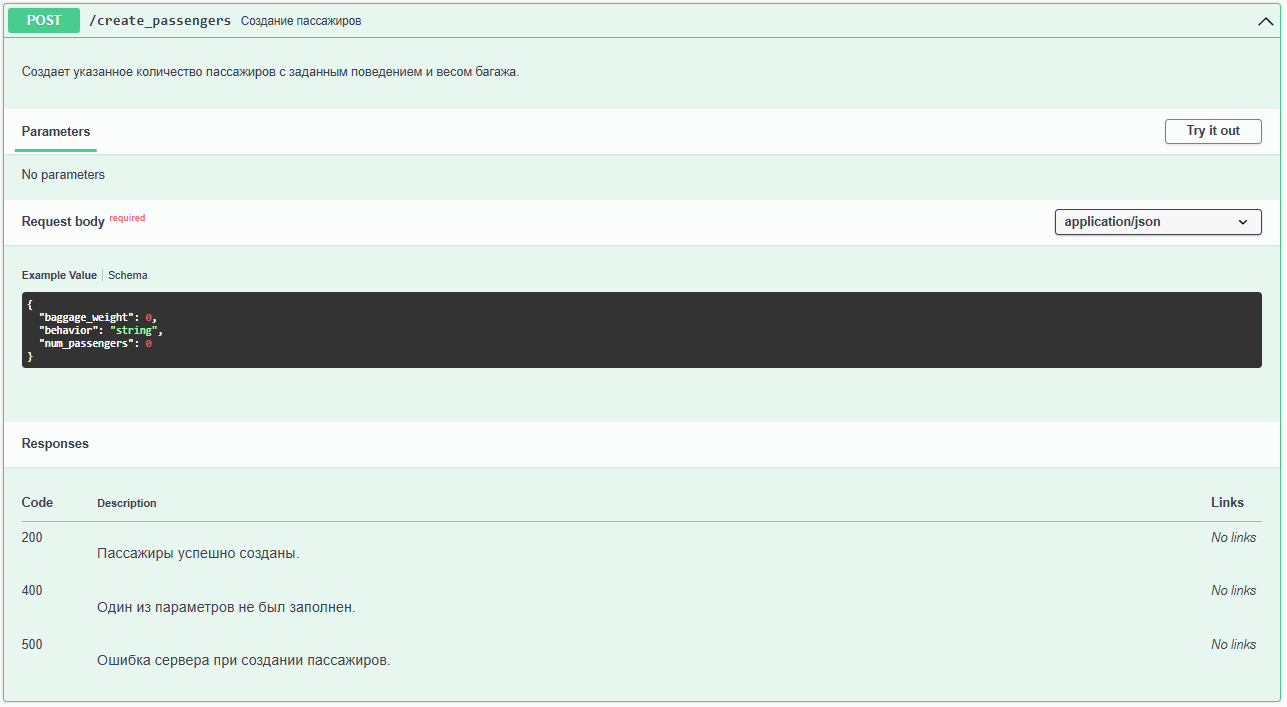 POST /create_passengers Создание пассажиров
Создает указанное количество пассажиров с заданным поведением и весом багажа.
Parameters Try it out
No parameters
Request body required application/json
Example Value Schema
{
"baggage_weight": 0,
"behavior": "string",
"num_passengers": 0
}
Responses
Code Description Links
200 No links
Пассажиры успешно созданы.
400 No links
Один из параметров не был заполнен.
500 No links
Ошибка сервера при создании пассажиров.